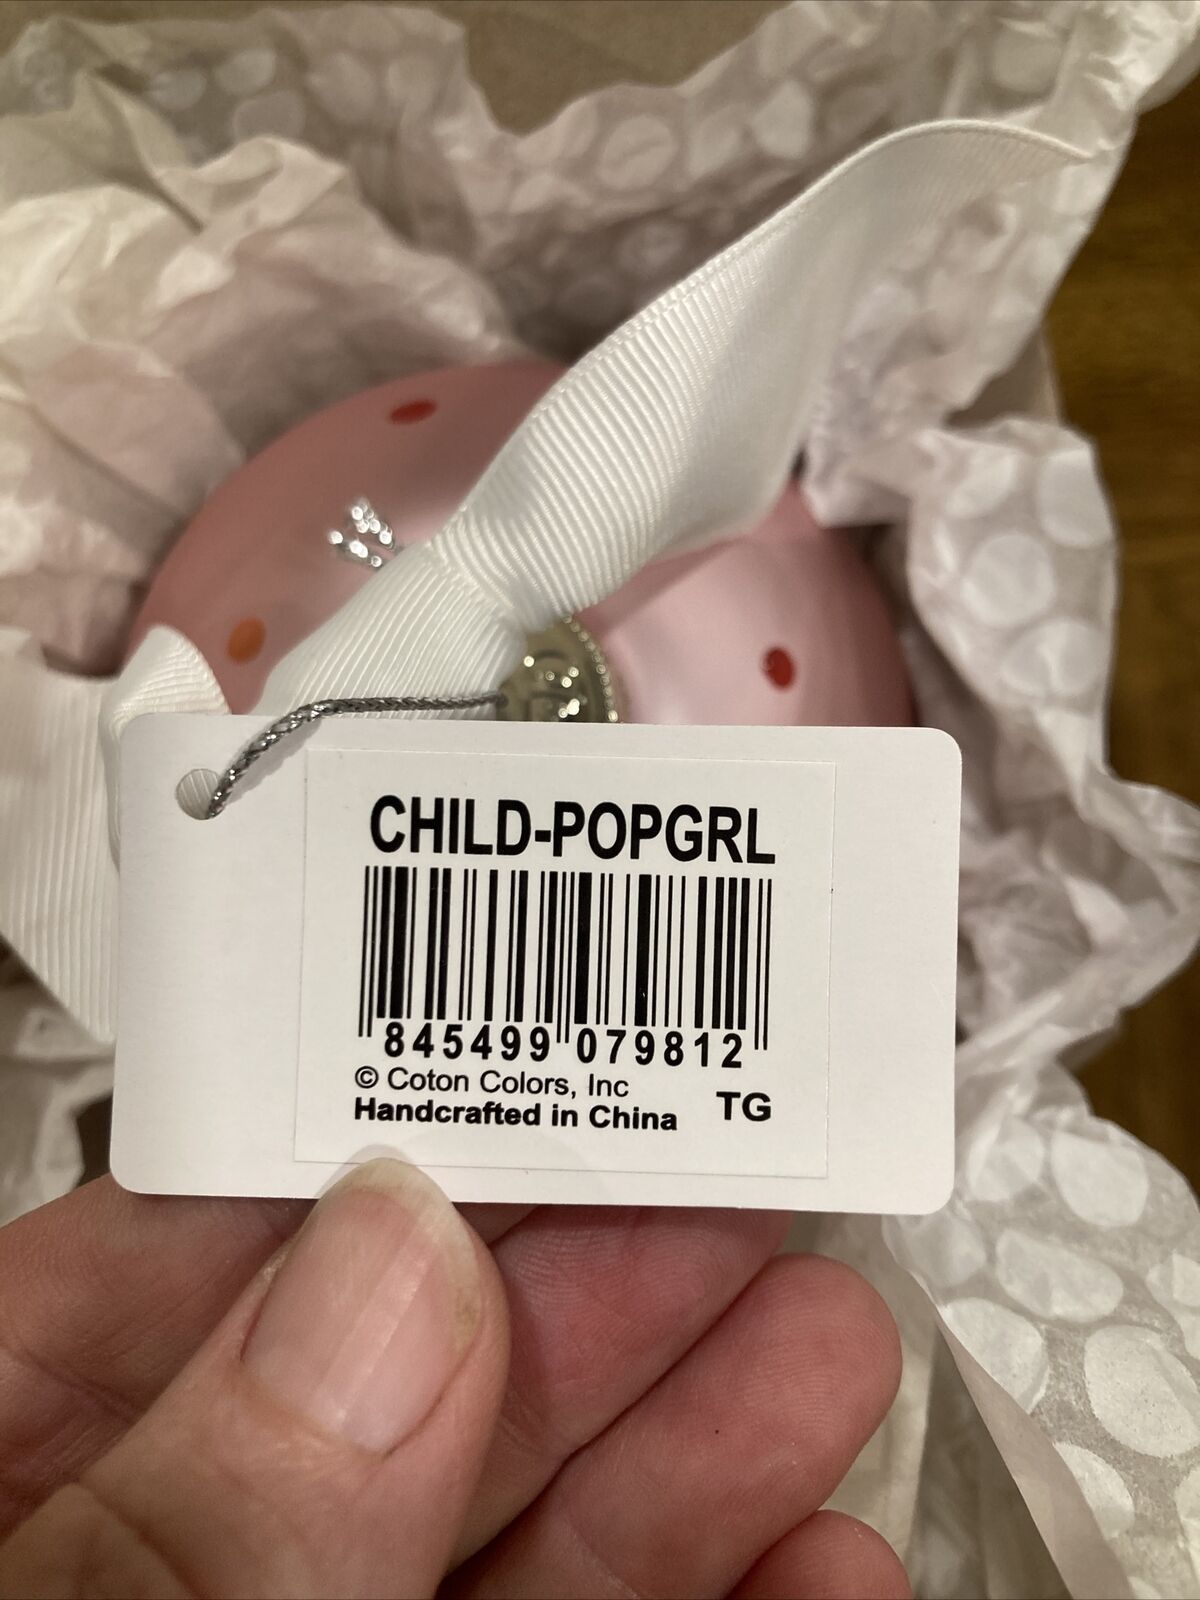 CHILD-POPGRL
845499 079812
© Coton Colors, Inc
Handcrafted in China TG